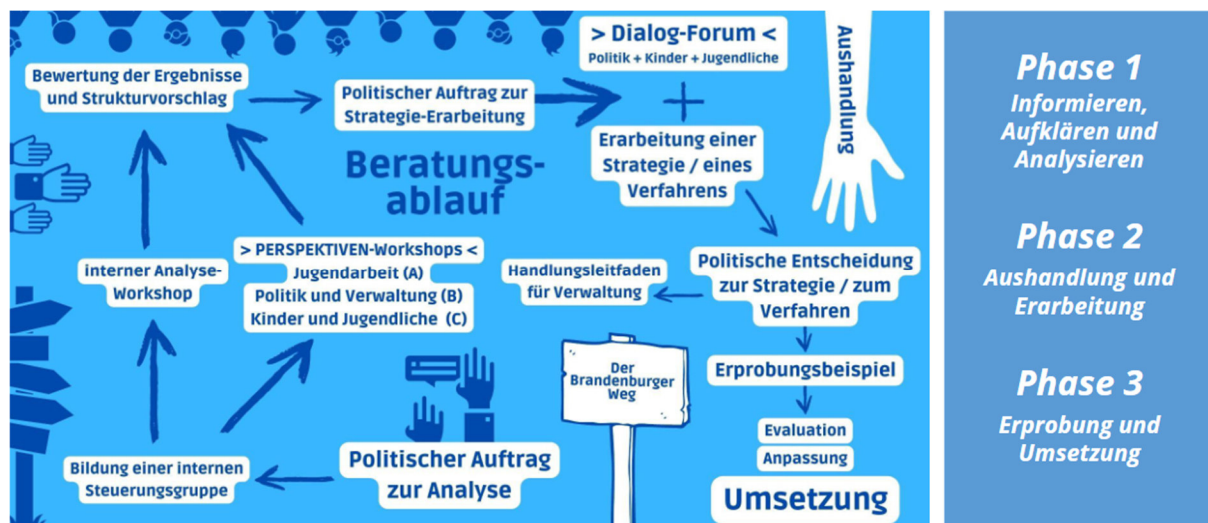 > Dialog-Forum <
Politik + Kinder + Jugendliche
Aushandlung
Bewertung der Ergebnisse
und Strukturvorschlag
Politischer Auftrag zur
Strategie-Erarbeitung
Erarbeitung einer
Strategie / eines
Verfahrens
Beratungs-
ablauf
interner Analyse-
Workshop
> PERSPEKTIVEN-Workshops <
Jugendarbeit (A)
Politik und Verwaltung (B)
Kinder und Jugendliche (C)
Handlungsleitfaden
für Verwaltung
Politische Entscheidung
zur Strategie / zum
Verfahren
Der
Brandenburger
Weg
Erprobungsbeispiel
Evaluation
Anpassung
Umsetzung
Bildung einer internen
Steuerungsgruppe
Politischer Auftrag
zur Analyse
Phase 1
Informieren,
Aufklären und
Analysieren
Phase 2
Aushandlung und
Erarbeitung
Phase 3
Erprobung und
Umsetzung